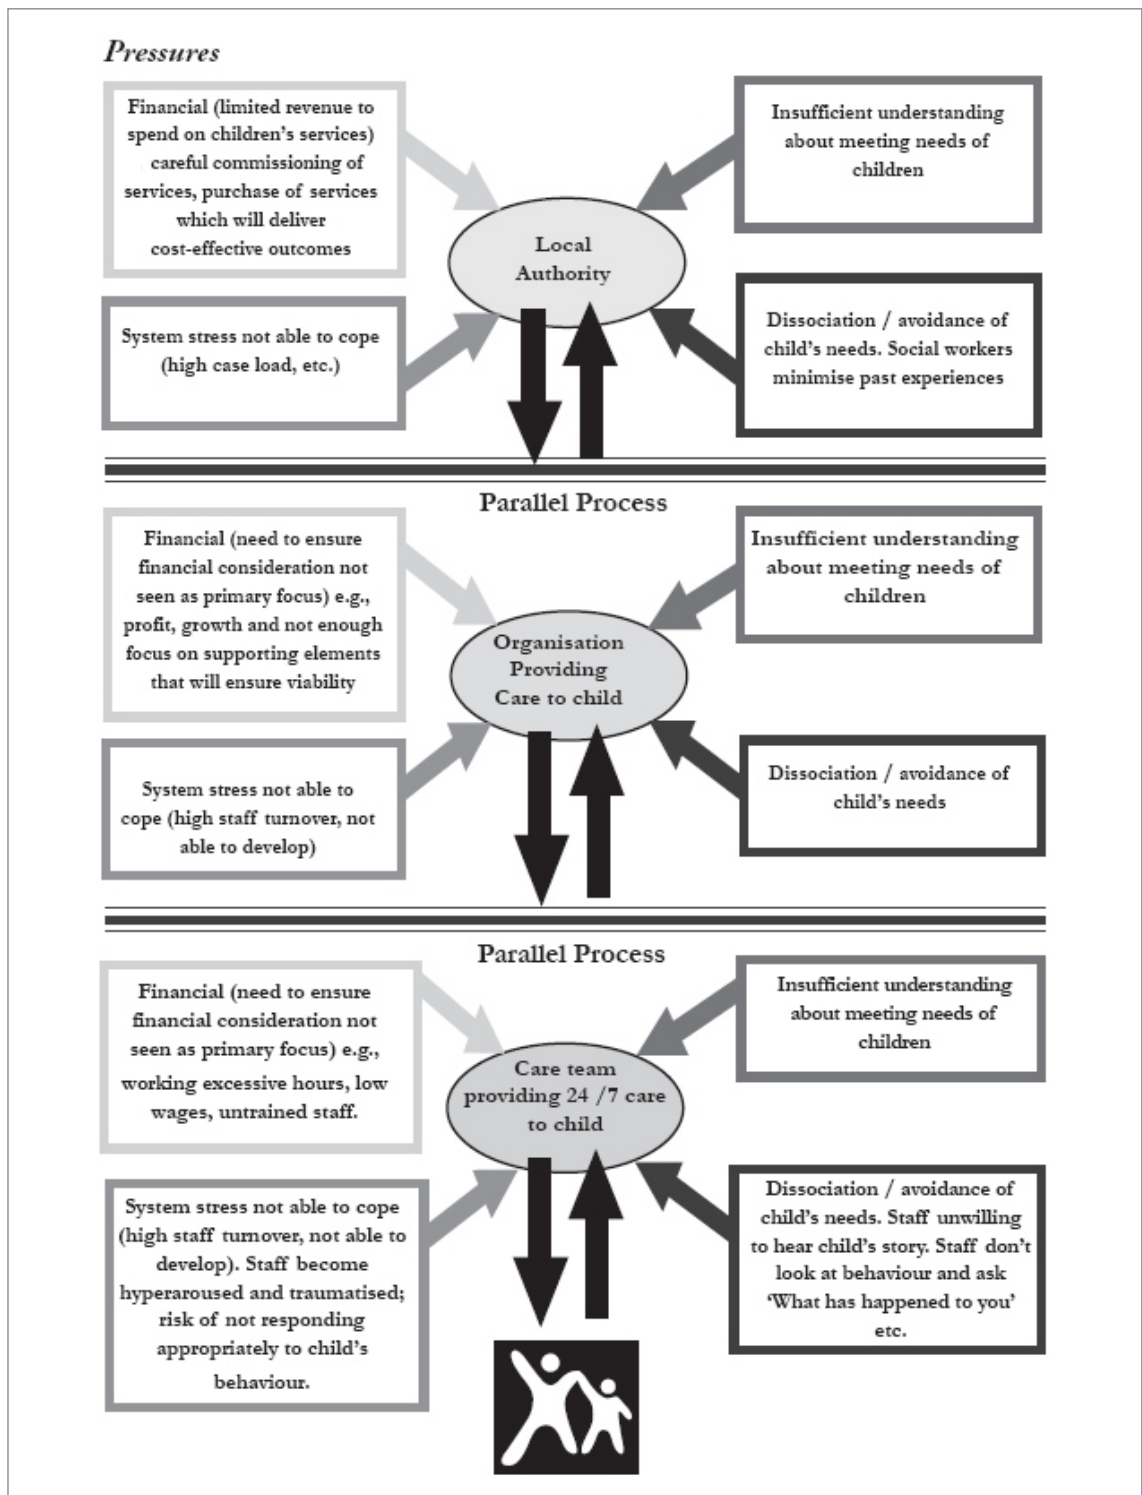 Pressures
Financial (limited revenue to
spend on children's services)
careful commissioning of
services, purchase of services
which will deliver
cost-effective outcomes
Insufficient understanding
about meeting needs of
children
Local
Authority
System stress not able to cope
(high case load, etc.)
Dissociation / avoidance of
child's needs. Social workers
minimise past experiences
Parallel Process
Financial (need to ensure
financial consideration not
seen as primary focus) e.g.,
profit, growth and not enough
focus on supporting elements
that will ensure viability
Insufficient understanding
about meeting needs of
children
Organisation
Providing
Care to child
System stress not able to
cope (high staff turnover, not
able to develop)
Dissociation / avoidance of
child's needs
Parallel Process
Financial (need to ensure
financial consideration not
seen as primary focus) e.g.,
working excessive hours, low
wages, untrained staff.
Insufficient understanding
about meeting needs of
children
Care team
providing 24 /7 care
to child
System stress not able to cope
(high staff turnover, not able to
develop). Staff become
hyperaroused and traumatised;
risk of not responding
appropriately to child's
behaviour.
Dissociation / avoidance of
child's needs. Staff unwilling
to hear child's story. Staff don't
look at behaviour and ask
'What has happened to you'
etc.